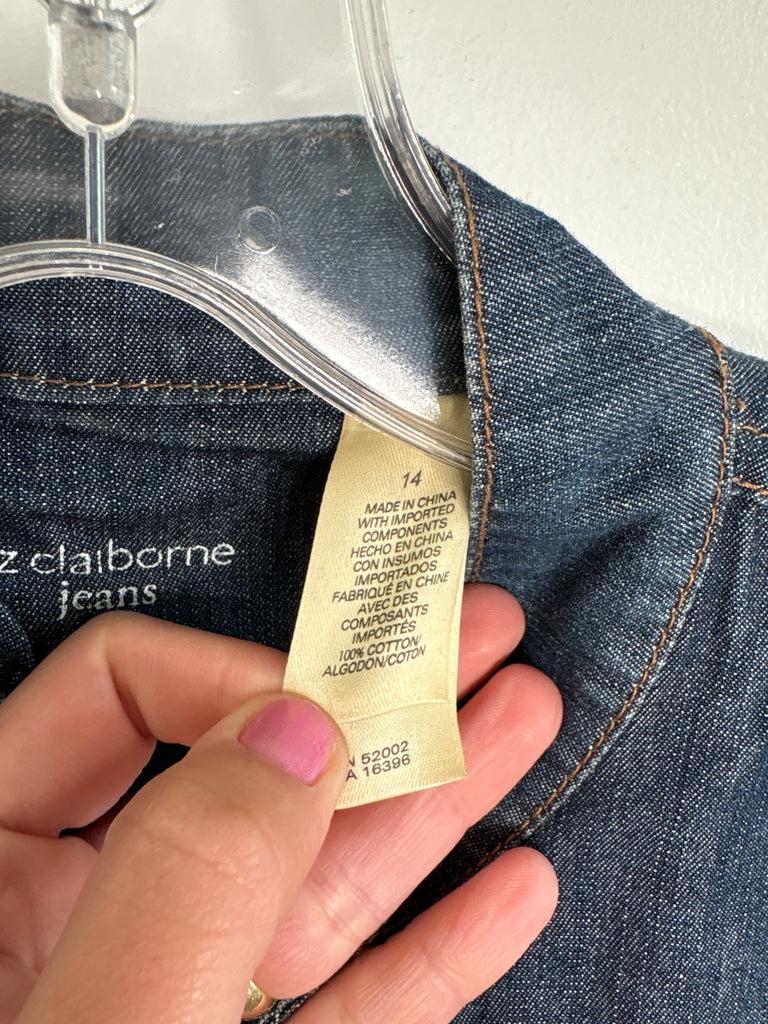 14
MADE IN CHINA
WITH IMPORTED
COMPONENTS
HECHO EN CHINA
CON INSUMOS
IMPORTADOS
FABRIQUÉ EN CHINE
AVEC DES
COMPOSANTS
IMPORTÉS
100% COTTON/
ALGODON/COTON
N 52002
A 16396
z claiborne
jeans